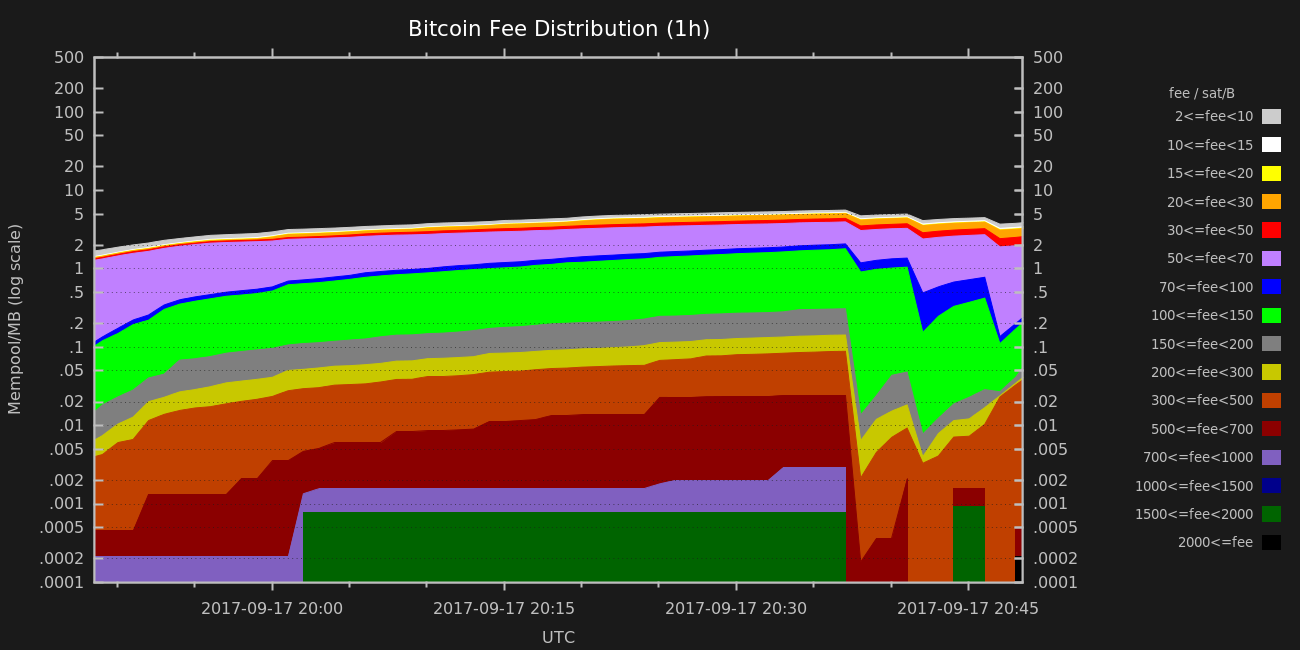 Bitcoin Fee Distribution (1h)
500 500
200 200
100 100
50 50
20 20
10 10
5 5
2 2
1 1
.5 .5
.2 .2
.1 .1
.05 .05
.02 .02
.01 .01
.005 .005
.002 .002
.001 .001
.0005 .0005
.0002 .0002
.0001 .0001
Mempool/MB (log scale)
2017-09-17 20:00 2017-09-17 20:15 2017-09-17 20:30 2017-09-17 20:45
UTC
fee / sat/B
2<=fee<10
10<=fee<15
15<=fee<20
20<=fee<30
30<=fee<50
50<=fee<70
70<=fee<100
100<=fee<150
150<=fee<200
200<=fee<300
300<=fee<500
500<=fee<700
700<=fee<1000
1000<=fee<1500
1500<=fee<2000
2000<=fee